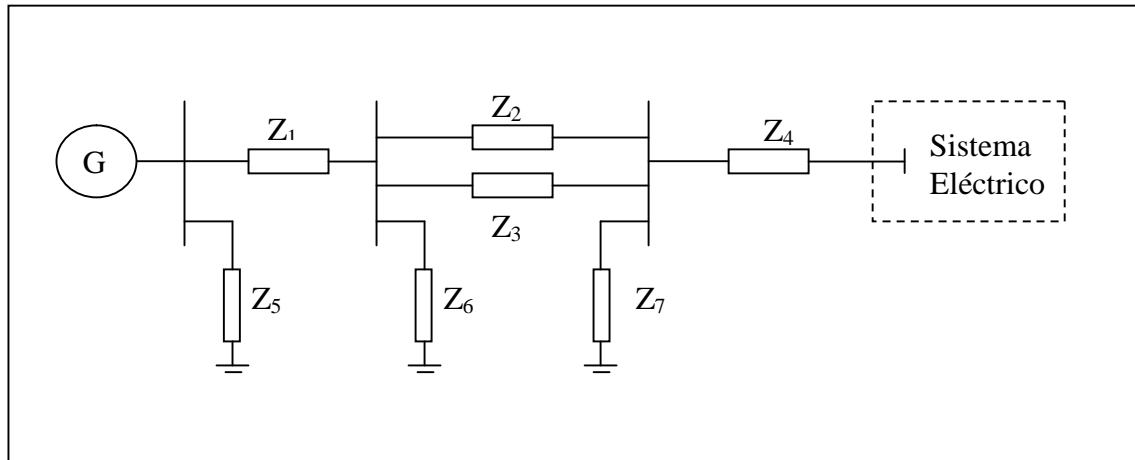 Z₂
Z₁
Z₄
G
Sistema
Eléctrico
Z₃
Z₅
Z₆
Z₇